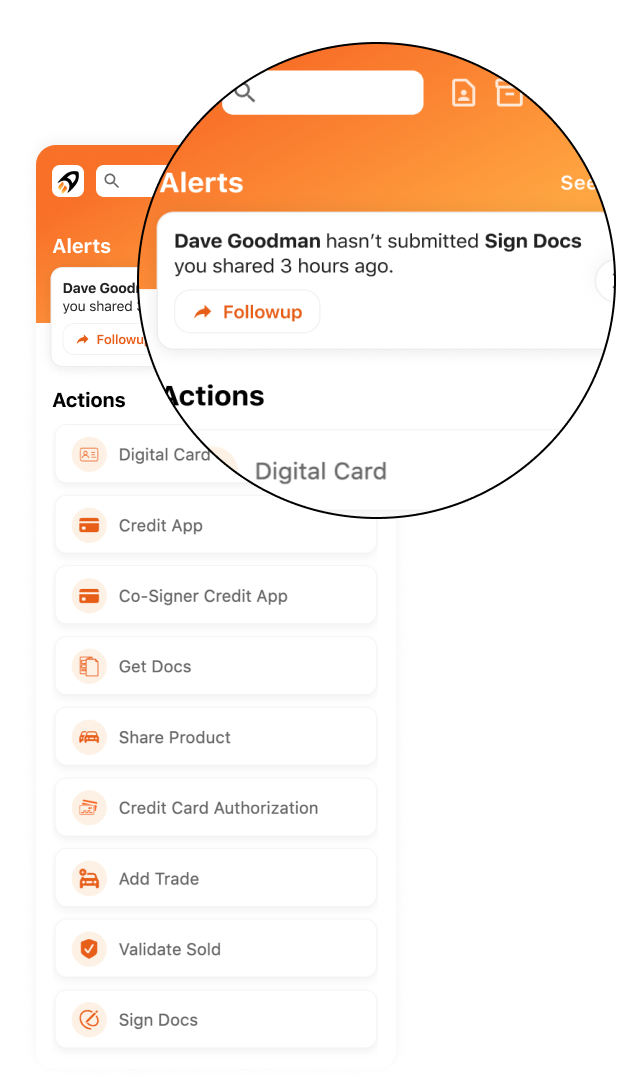 Alerts
See
Dave Goodman hasn't submitted Sign Docs
you shared 3 hours ago.
Followup
Actions
Digital Card
Alerts
Dave
you shared
Actions
Digital Card
Credit App
Co-Signer Credit App
Get Docs
Share Product
Credit Card Authorization
Add Trade
Validate Sold
Sign Docs